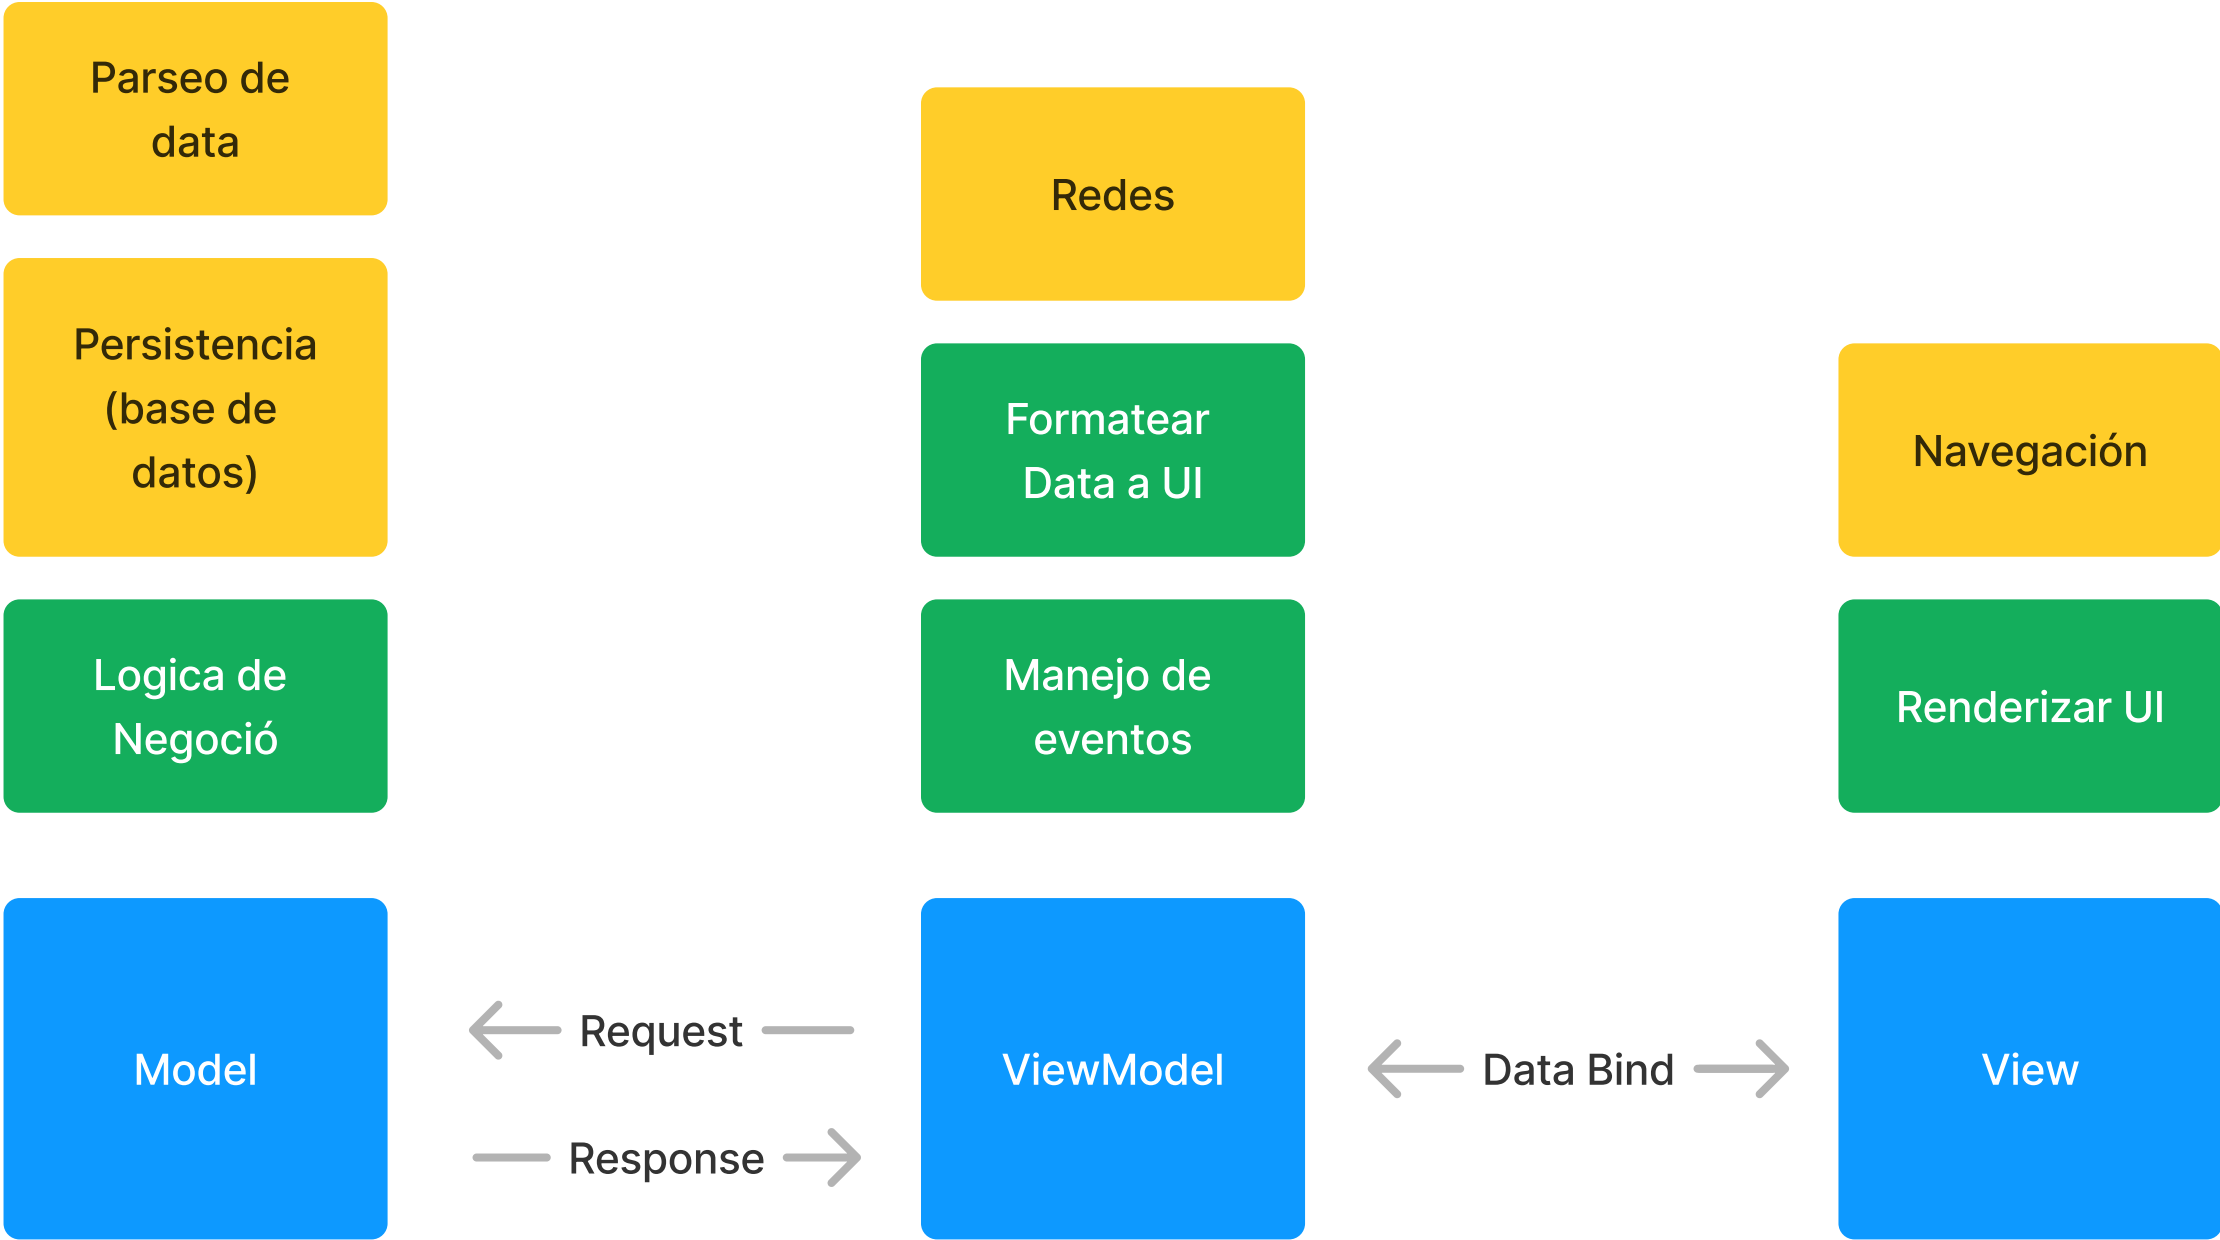 Parseo de
data
Persistencia
(base de
datos)
Logica de
Negoció
Model
Request
Response
Redes
Formatear
Data a UI
Manejo de
eventos
ViewModel
Data Bind
Navegación
Renderizar UI
View